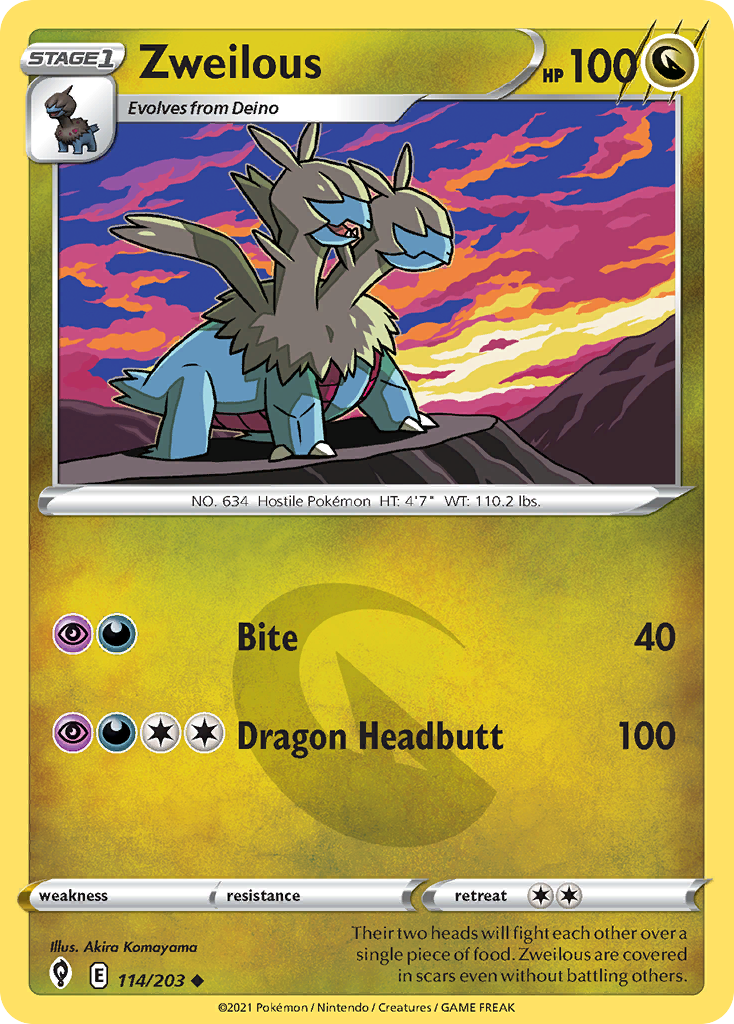 STAGE 1
Zweilous
HP 100
Evolves from Deino
NO. 634 Hostile Pokémon HT: 4'7" WT: 110.2 lbs.
Bite 40
Dragon Headbutt 100
weakness resistance retreat
Illus. Akira Komayama
Their two heads will fight each other over a
single piece of food. Zweilous are covered
in scars even without battling others.
E 114/203
©2021 Pokémon / Nintendo / Creatures / GAME FREAK